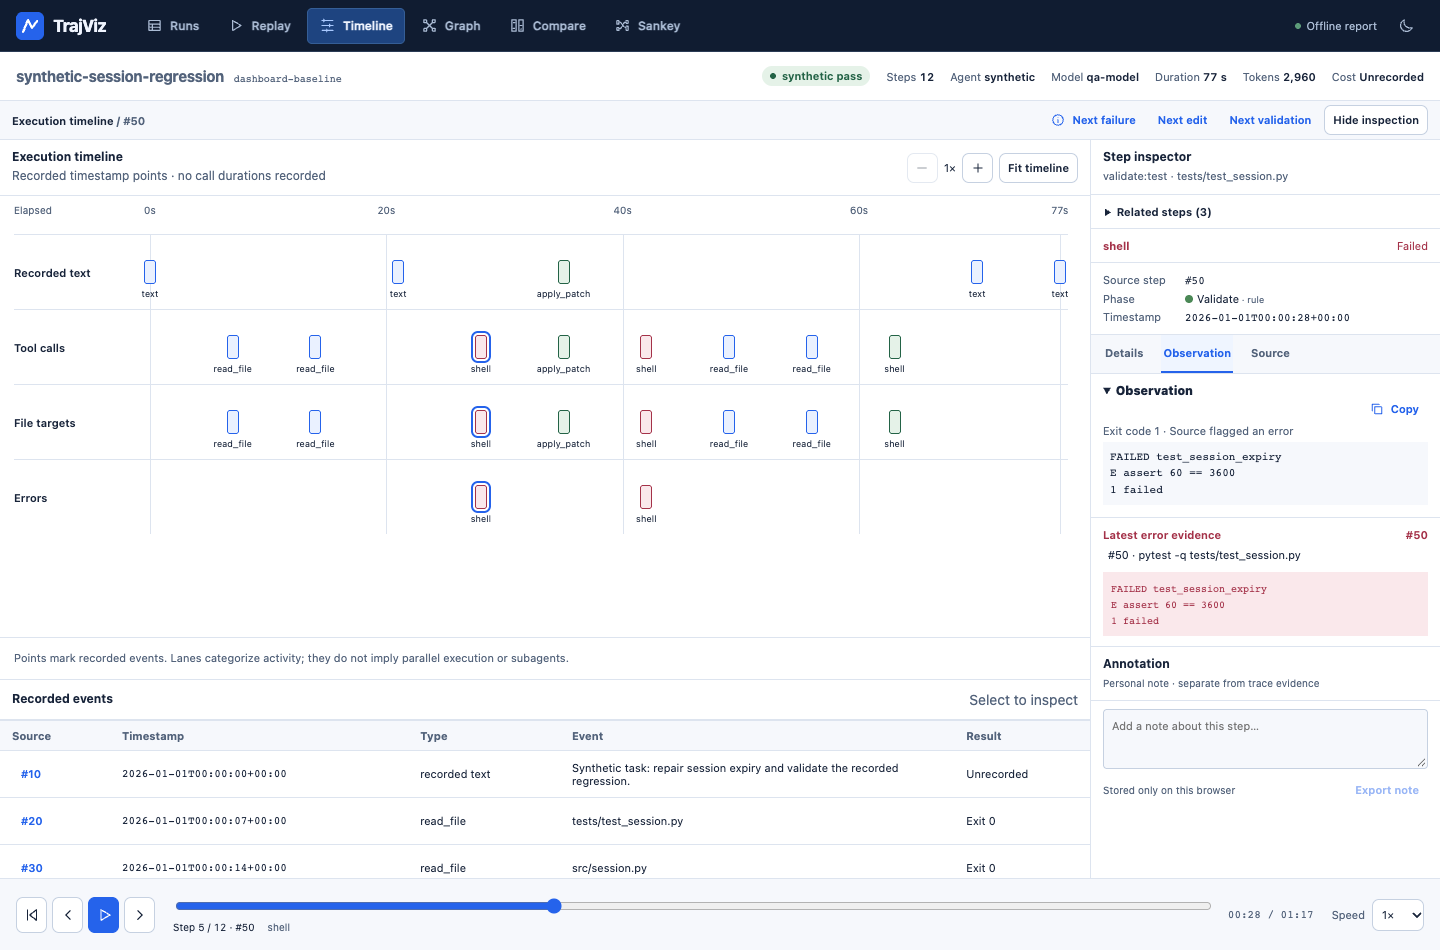 TrajViz
Runs
Replay
Timeline
Graph
Compare
Sankey
Offline report
synthetic-session-regression dashboard-baseline
synthetic pass
Steps 12
Agent synthetic
Model qa-model
Duration 77 s
Tokens 2,960
Cost Unrecorded
Execution timeline / #50
Next failure
Next edit
Next validation
Hide inspection
Execution timeline
Recorded timestamp points · no call durations recorded
1×
Fit timeline
Elapsed 0s 20s 40s 60s 77s
Recorded text
text text apply_patch text text
Tool calls
read_file read_file shell apply_patch shell read_file read_file shell
File targets
read_file read_file shell apply_patch shell read_file read_file shell
Errors
shell shell
Points mark recorded events. Lanes categorize activity; they do not imply parallel execution or subagents.
Recorded events
Select to inspect
Source Timestamp Type Event Result
#10 2026-01-01T00:00:00+00:00 recorded text Synthetic task: repair session expiry and validate the recorded
regression. Unrecorded
#20 2026-01-01T00:00:07+00:00 read_file tests/test_session.py Exit 0
#30 2026-01-01T00:00:14+00:00 read_file src/session.py Exit 0
Step inspector
validate:test · tests/test_session.py
Related steps (3)
shell Failed
Source step #50
Phase Validate · rule
Timestamp 2026-01-01T00:00:28+00:00
Details Observation Source
Observation
Copy
Exit code 1 · Source flagged an error
FAILED test_session_expiry
E assert 60 == 3600
1 failed
Latest error evidence #50
#50 · pytest -q tests/test_session.py
FAILED test_session_expiry
E assert 60 == 3600
1 failed
Annotation
Personal note · separate from trace evidence
Add a note about this step...
Stored only on this browser
Export note
Step 5 / 12 · #50 shell
00:28 / 01:17
Speed 1×